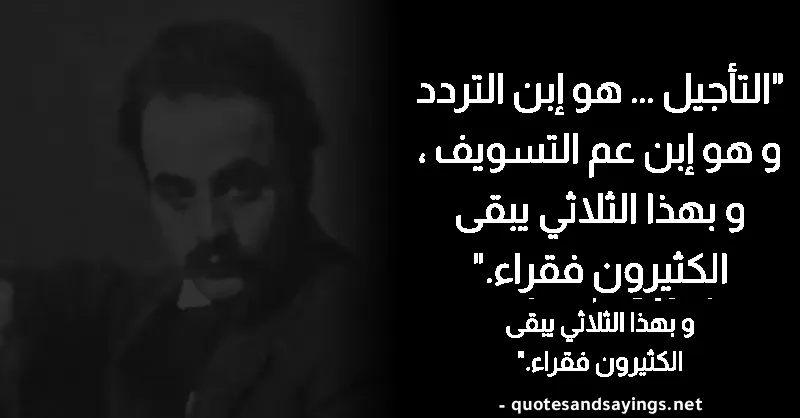 "التأجيل ... هو إبن التردد
و هو إبن عم التسويف ،
و بهذا الثلاثي يبقى
الكثيرون فقراء."
و بهذا الثلاثي يبقى
الكثيرون فقراء."
- quotesandsayings.net